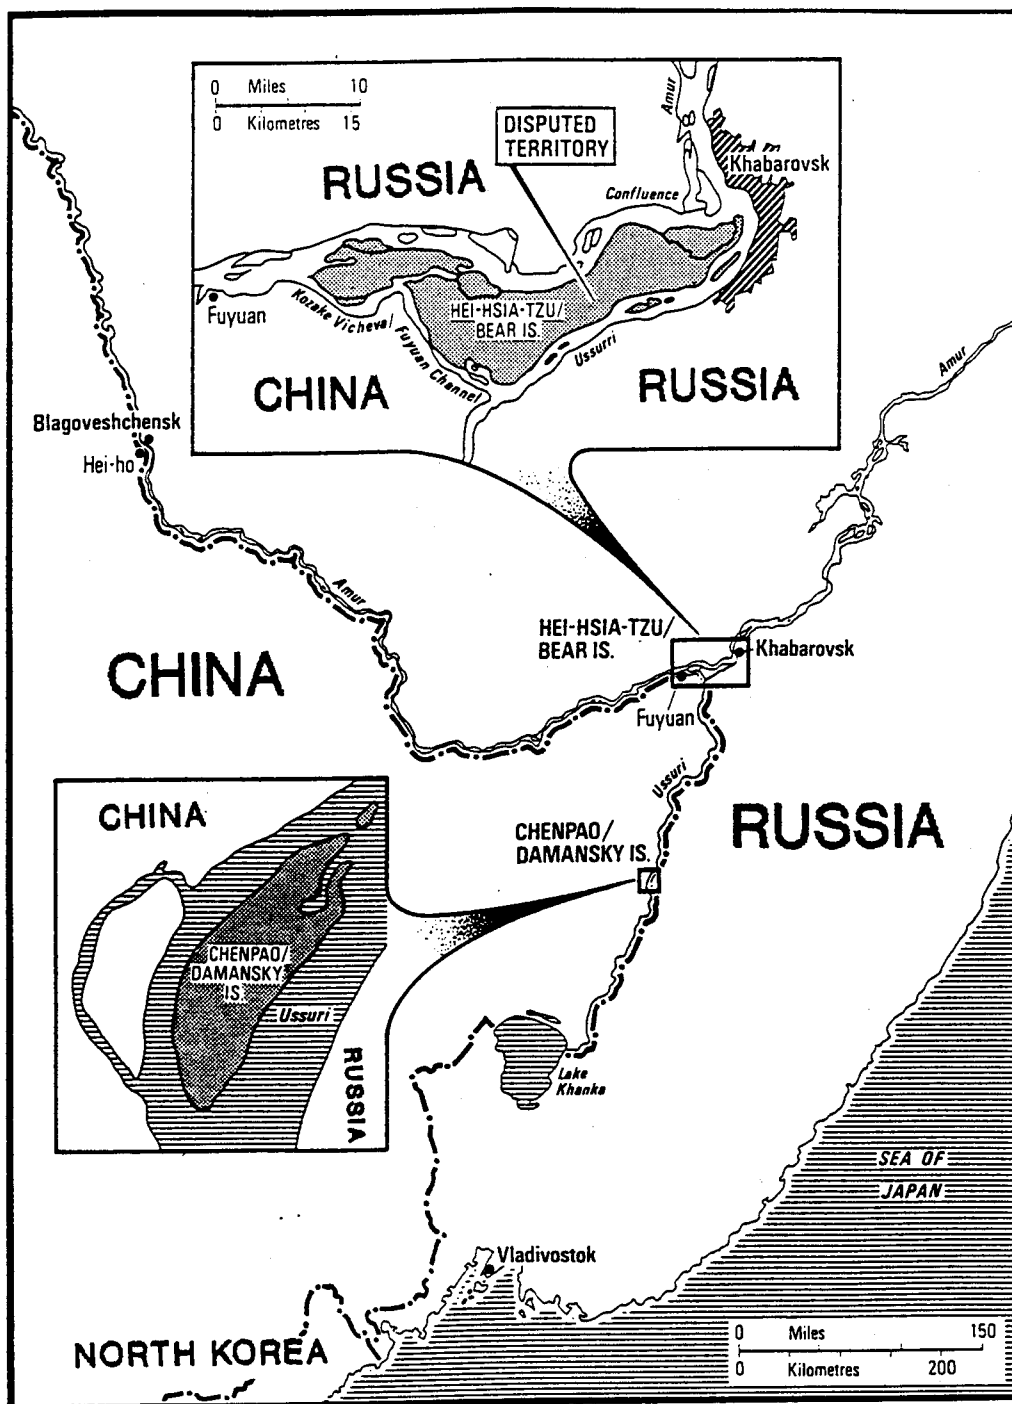 0 Miles 10
0 Kilometres 15
DISPUTED
TERRITORY
Amur
Khabarovsk
RUSSIA
Confluence
Fuyuan
Kozake Vicheval
Fuyuan Channel
HEI-HSIA-TZU/
BEAR IS.
Ussurri
CHINA
RUSSIA
Amur
Blagoveshchensk
Hei-ho
Amur
HEI-HSIA-TZU/
BEAR IS.
Khabarovsk
CHINA
Fuyuan
Ussuri
RUSSIA
CHINA
CHENPAO/
DAMANSKY IS.
CHENPAO/
DAMANSKY
IS.
Ussuri
RUSSIA
Lake
Khanka
SEA OF
JAPAN
Vladivostok
NORTH KOREA
0 Miles 150
0 Kilometres 200